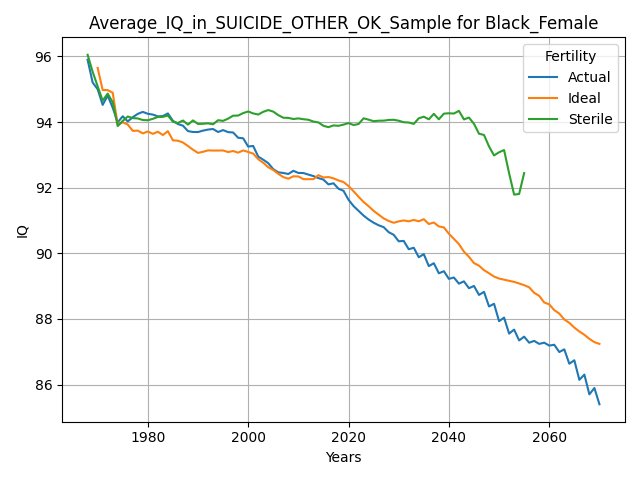 Average_IQ_in_SUICIDE_OTHER_OK_Sample for Black_Female
Fertility
Actual
Ideal
Sterile
96
94
92
90
88
86
IQ
1980
2000
2020
2040
2060
Years